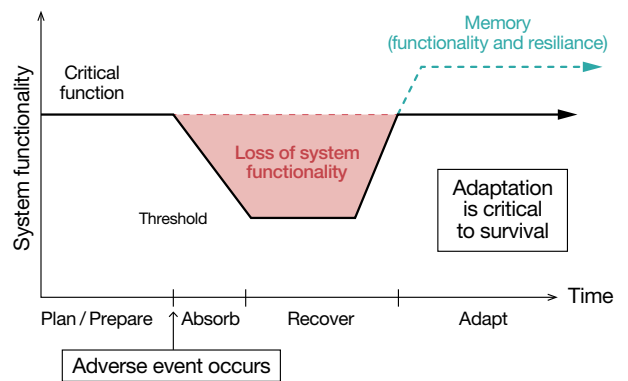 Memory
(functionality and resiliance)
Critical
function
System functionality
Loss of system
functionality
Threshold
Adaptation
is critical
to survival
Time
Plan / Prepare
Absorb
Recover
Adapt
Adverse event occurs